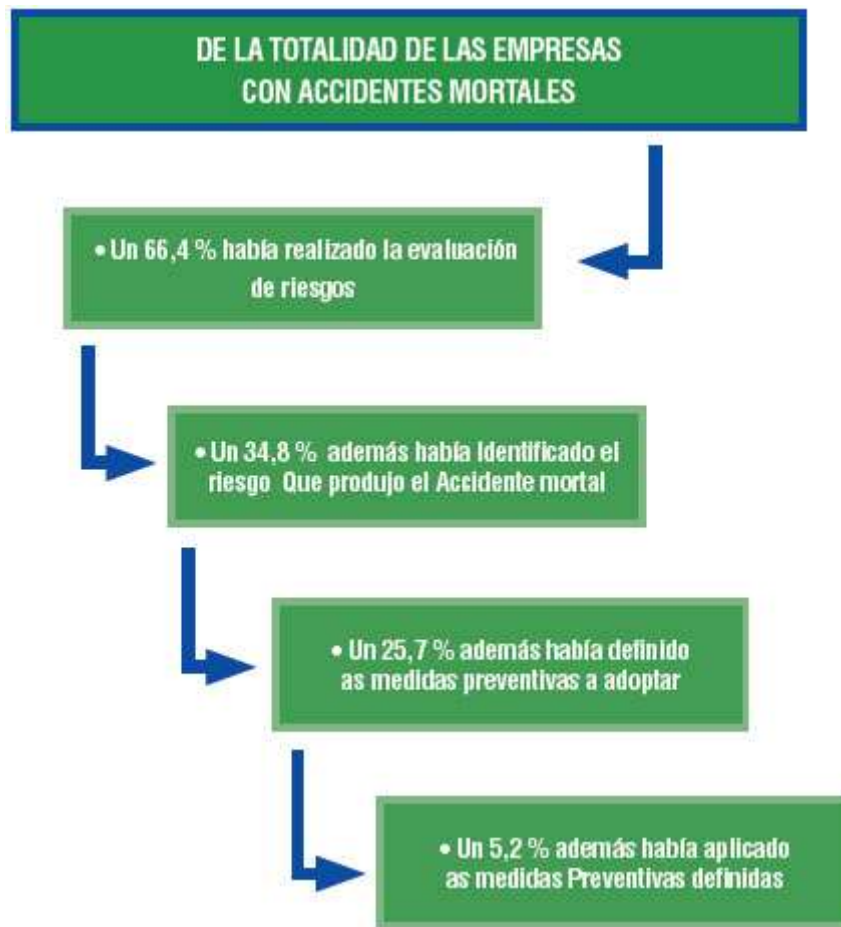 DE LA TOTALIDAD DE LAS EMPRESAS
CON ACCIDENTES MORTALES
• Un 66,4 % había realizado la evaluación
de riesgos
• Un 34,8 % además había Identificado el
riesgo Que produjo el Accidente mortal
• Un 25,7 % además había definido
as medidas preventivas a adoptar
• Un 5,2 % además había aplicado
as medidas Preventivas definidas